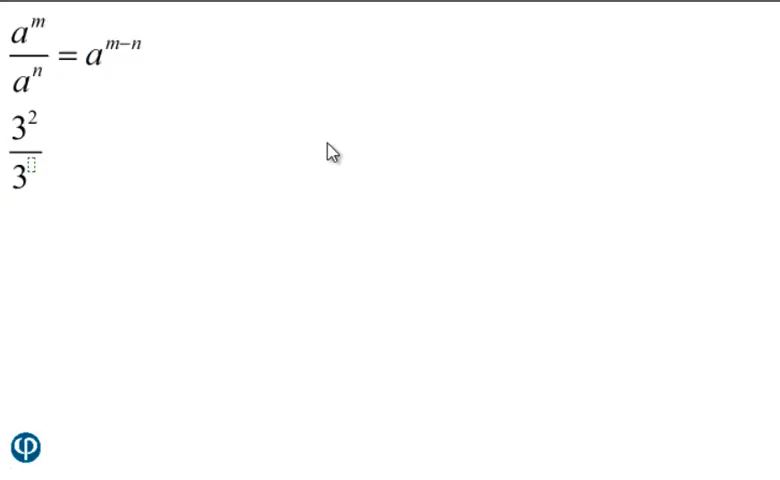 a^m / a^n = a^{m-n}
3^2 / 3^□
φ